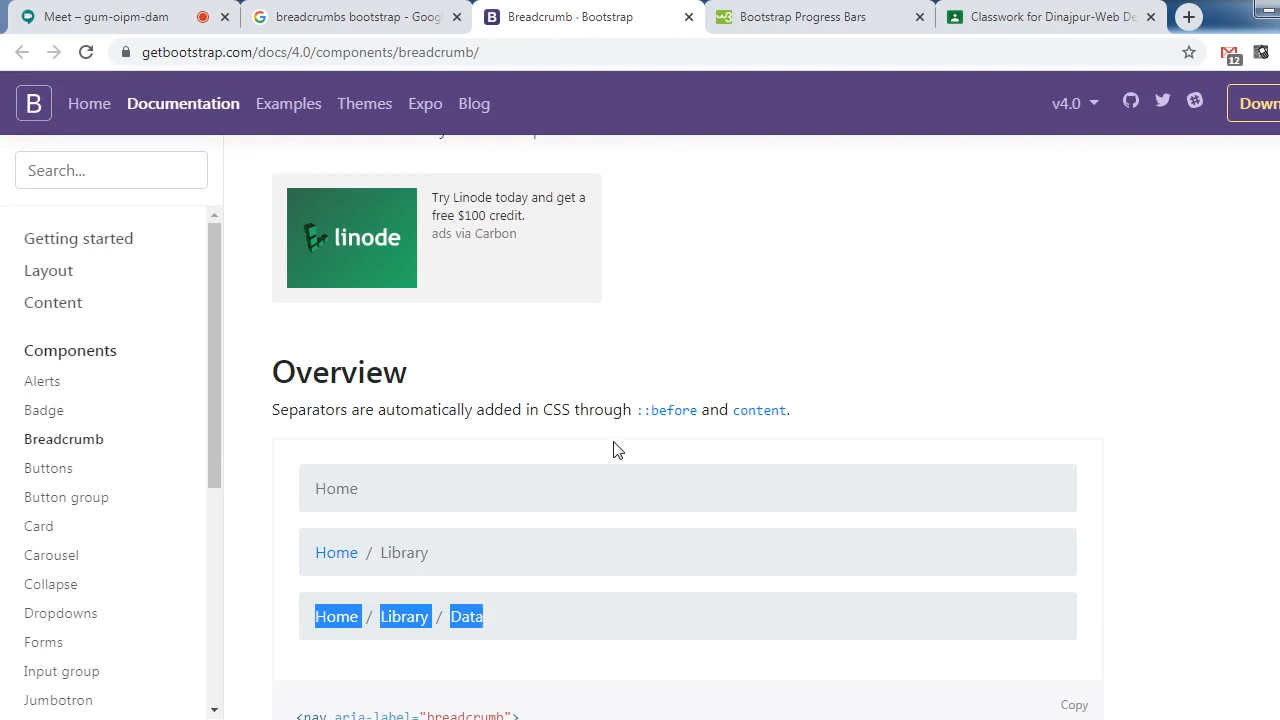 Meet – gum-oipm-dam
breadcrumbs bootstrap - Goog
Breadcrumb · Bootstrap
Bootstrap Progress Bars
Classwork for Dinajpur-Web De
getbootstrap.com/docs/4.0/components/breadcrumb/
12
B Home Documentation Examples Themes Expo Blog v4.0 Down
Search...
Getting started
Layout
Content
Components
Alerts
Badge
Breadcrumb
Buttons
Button group
Card
Carousel
Collapse
Dropdowns
Forms
Input group
Jumbotron
linode
Try Linode today and get a
free $100 credit.
ads via Carbon
Overview
Separators are automatically added in CSS through ::before and content.
Home
Home / Library
Home / Library / Data
Copy
<nav aria-label="breadcrumb">